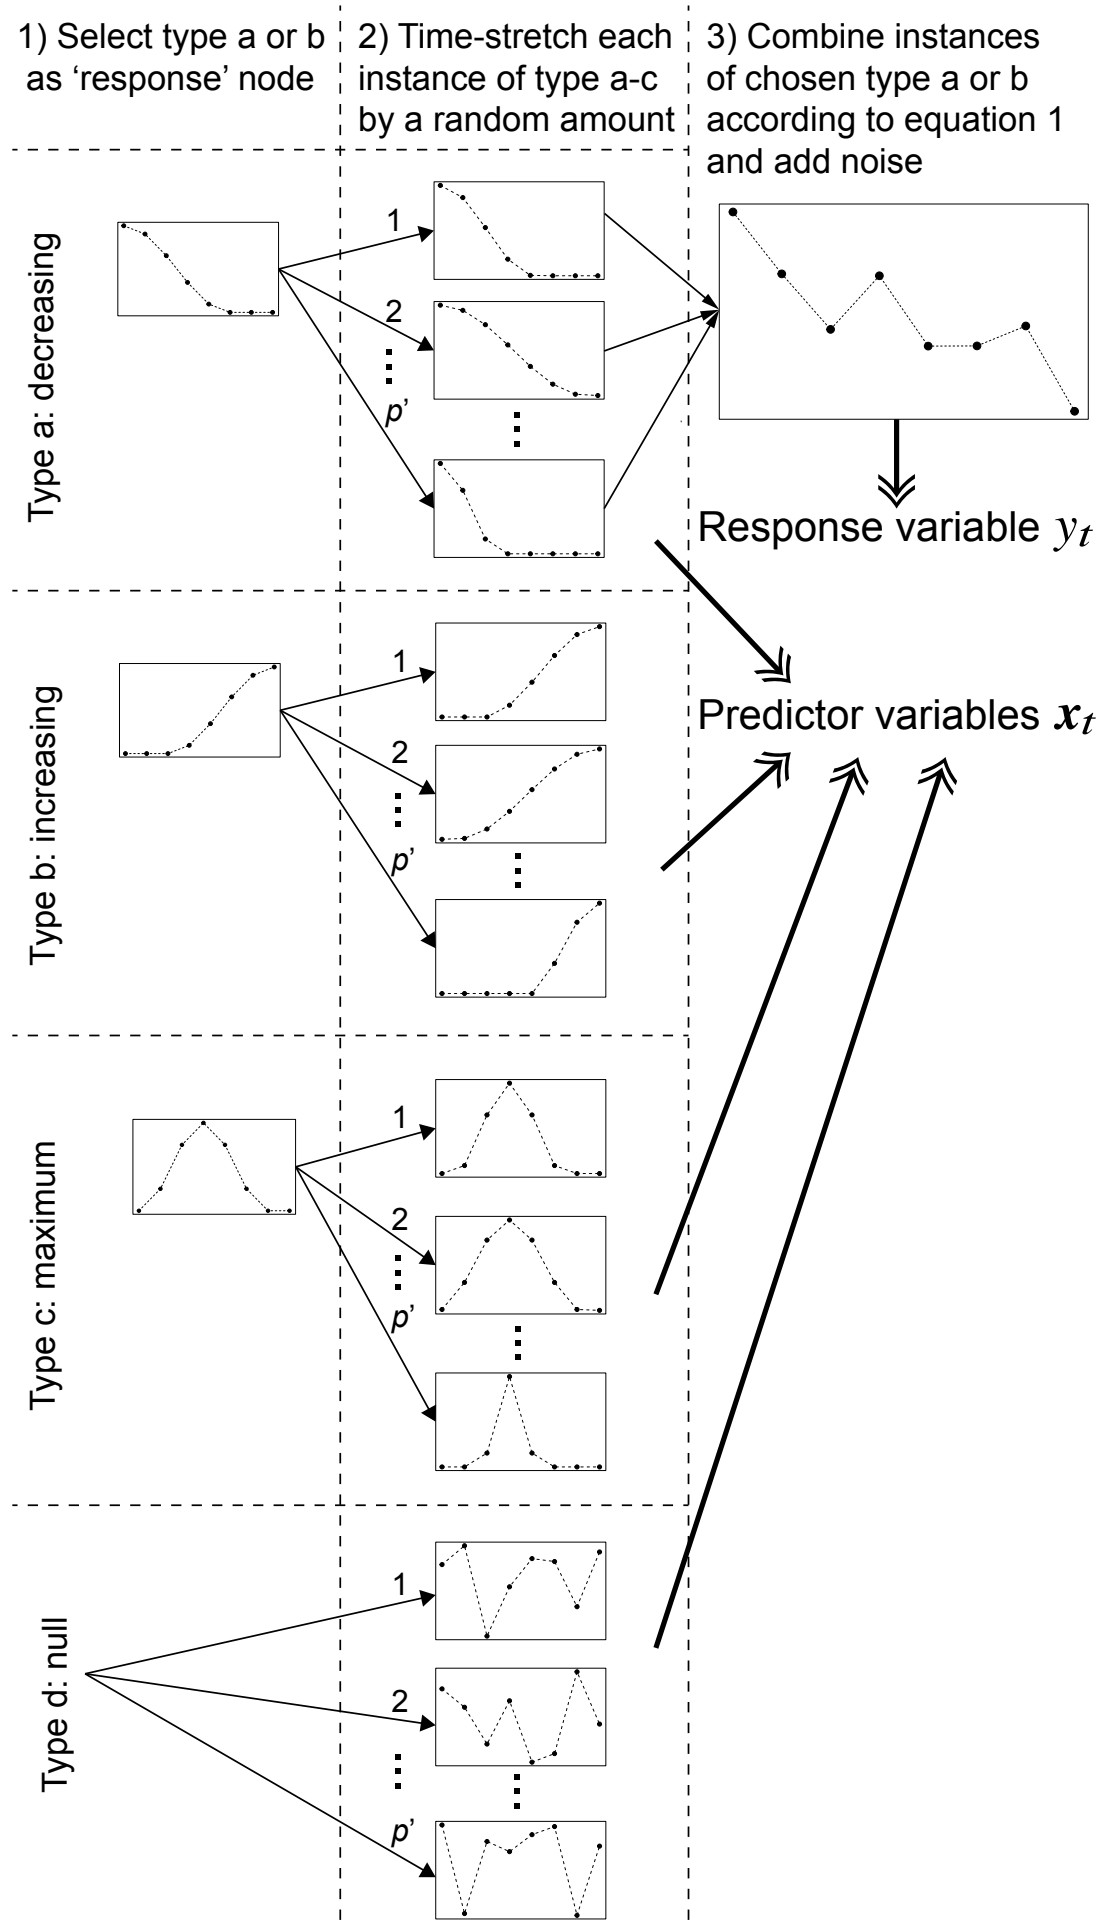 1) Select type a or b
as ‘response’ node
2) Time-stretch each
instance of type a-c
by a random amount
3) Combine instances
of chosen type a or b
according to equation 1
and add noise
Type a: decreasing
1
2
p’
Response variable yt
Type b: increasing
1
2
p’
Predictor variables xt
Type c: maximum
1
2
p’
Type d: null
1
2
p’